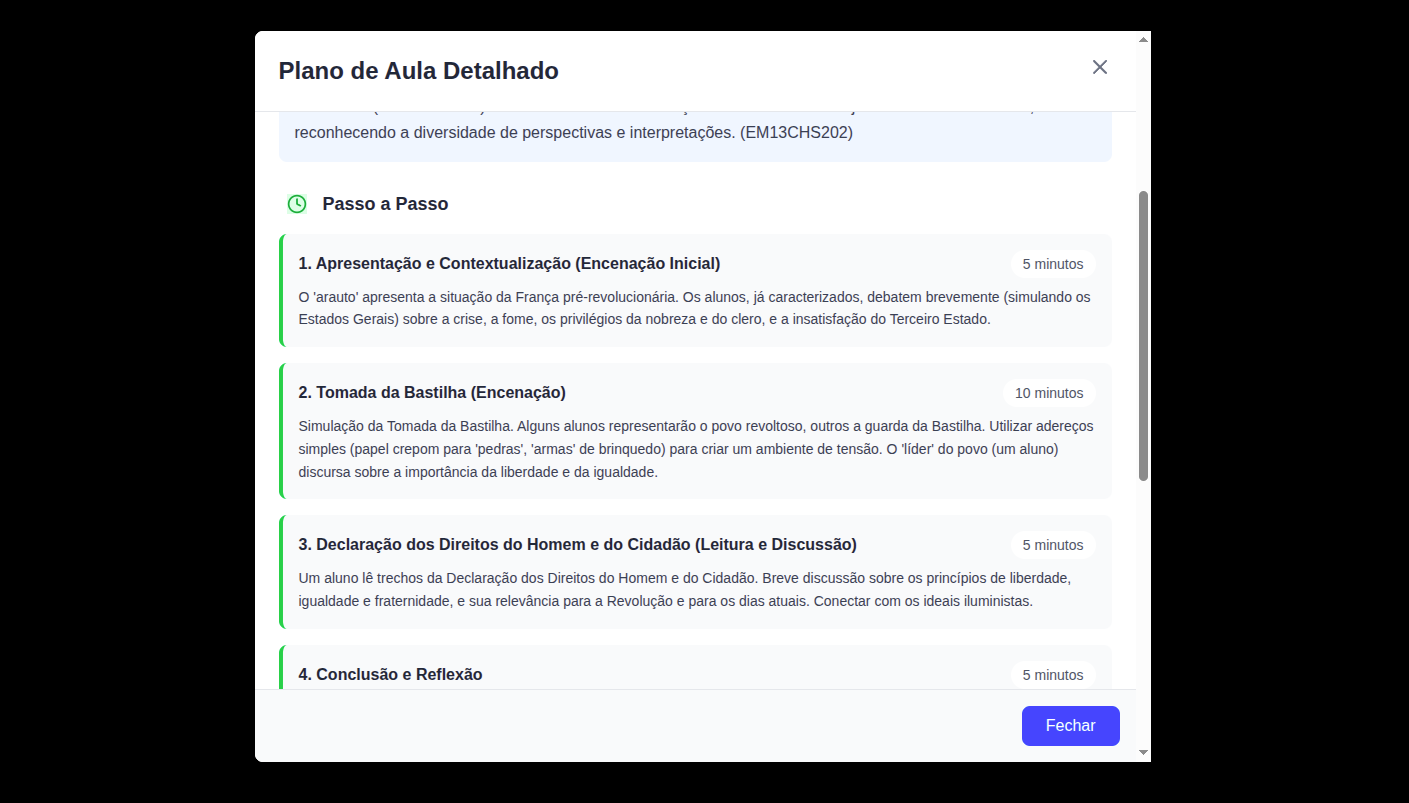 Plano de Aula Detalhado
reconhecendo a diversidade de perspectivas e interpretações. (EM13CHS202)
Passo a Passo
1. Apresentação e Contextualização (Encenação Inicial)
5 minutos
O 'arauto' apresenta a situação da França pré-revolucionária. Os alunos, já caracterizados, debatem brevemente (simulando os
Estados Gerais) sobre a crise, a fome, os privilégios da nobreza e do clero, e a insatisfação do Terceiro Estado.
2. Tomada da Bastilha (Encenação)
10 minutos
Simulação da Tomada da Bastilha. Alguns alunos representarão o povo revoltoso, outros a guarda da Bastilha. Utilizar adereços
simples (papel crepom para 'pedras', 'armas' de brinquedo) para criar um ambiente de tensão. O 'líder' do povo (um aluno)
discursa sobre a importância da liberdade e da igualdade.
3. Declaração dos Direitos do Homem e do Cidadão (Leitura e Discussão)
5 minutos
Um aluno lê trechos da Declaração dos Direitos do Homem e do Cidadão. Breve discussão sobre os princípios de liberdade,
igualdade e fraternidade, e sua relevância para a Revolução e para os dias atuais. Conectar com os ideais iluministas.
4. Conclusão e Reflexão
5 minutos
Fechar